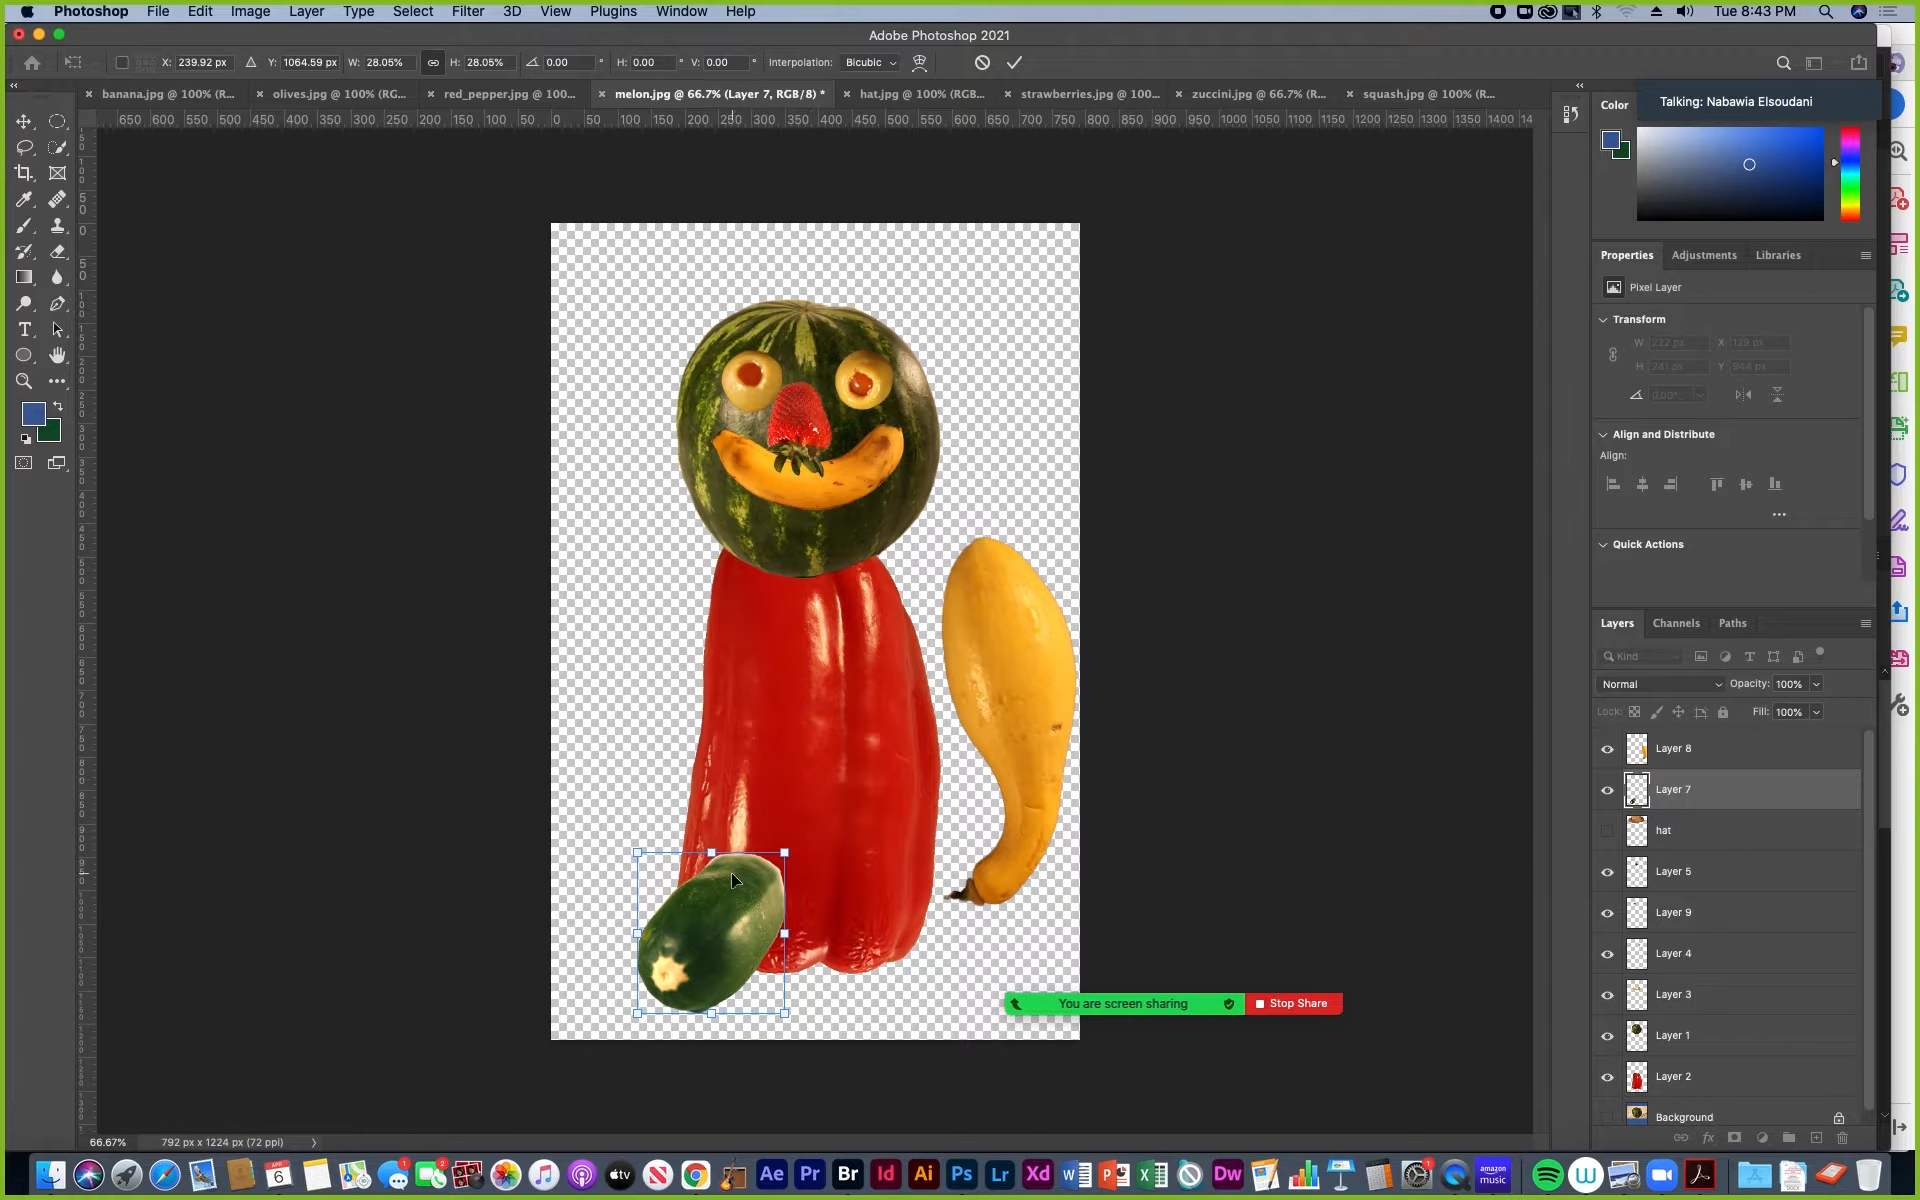 Photoshop File Edit Image Layer Type Select Filter 3D View Plugins Window Help Tue 8:43 PM
Adobe Photoshop 2021
X: 239.92 px Y: 1064.59 px W: 28.05% H: 28.05% 0.00 ° H: 0.00 ° V: 0.00 ° Interpolation: Bicubic
banana.jpg @ 100% (R... olives.jpg @ 100% (RG... red_pepper.jpg @ 100... melon.jpg @ 66.7% (Layer 7, RGB/8) * hat.jpg @ 100% (RGB... strawberries.jpg @ 100... zuccini.jpg @ 66.7% (R... squash.jpg @ 100% (R...
Color Talking: Nabawia Elsoudani
650 600 550 500 450 400 350 300 250 200 150 100 50 0 50 100 150 200 250 300 350 400 450 500 550 600 650 700 750 800 850 900 950 1000 1050 1100 1150 1200 1250 1300 1350 1400 14
Properties Adjustments Libraries
Pixel Layer
Transform
W 222 px X 129 px
H 241 px Y 944 px
0.00°
Align and Distribute
Align:
Quick Actions
Layers Channels Paths
Kind
Normal Opacity: 100%
Lock: Fill: 100%
Layer 8
Layer 7
hat
Layer 5
Layer 9
Layer 4
Layer 3
Layer 1
Layer 2
Background
You are screen sharing Stop Share
66.67% 792 px x 1224 px (72 ppi)
APR 6 1 2 tv Ae Pr Br Id Ai Ps Lr Xd W P X Dw 1 amazon music W DOCX